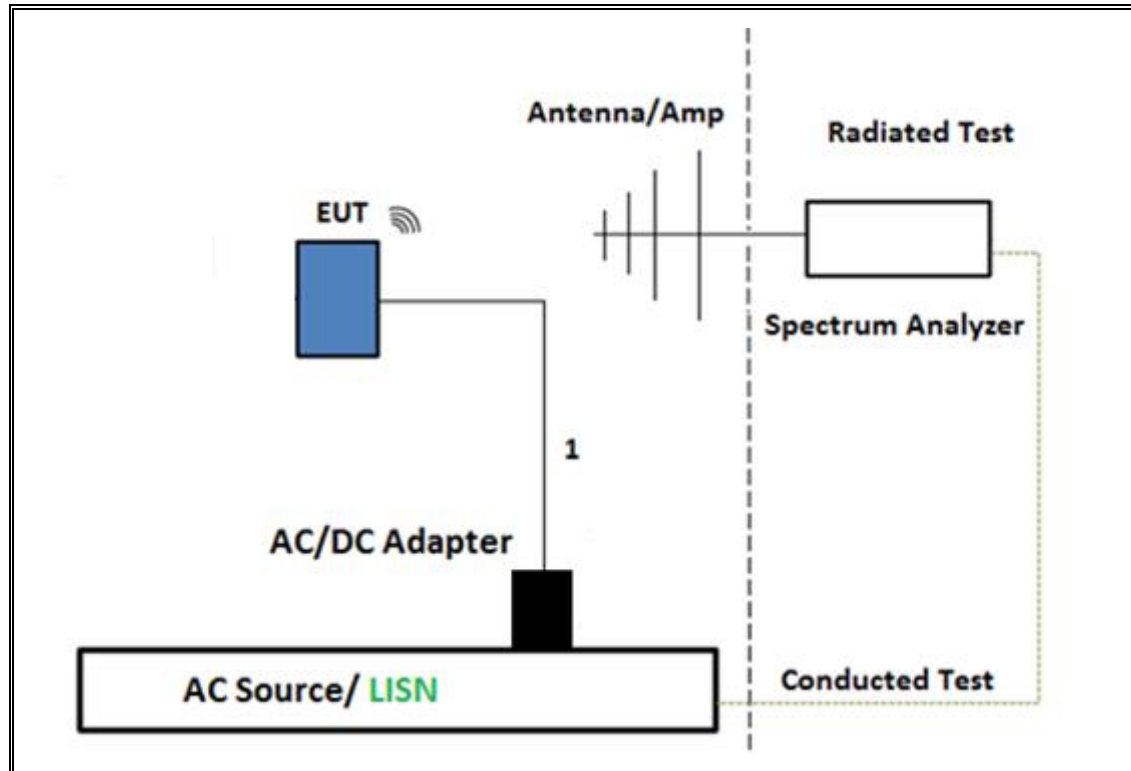 Antenna/Amp
Radiated Test
EUT
Spectrum Analyzer
1
AC/DC Adapter
AC Source/ LISN
Conducted Test